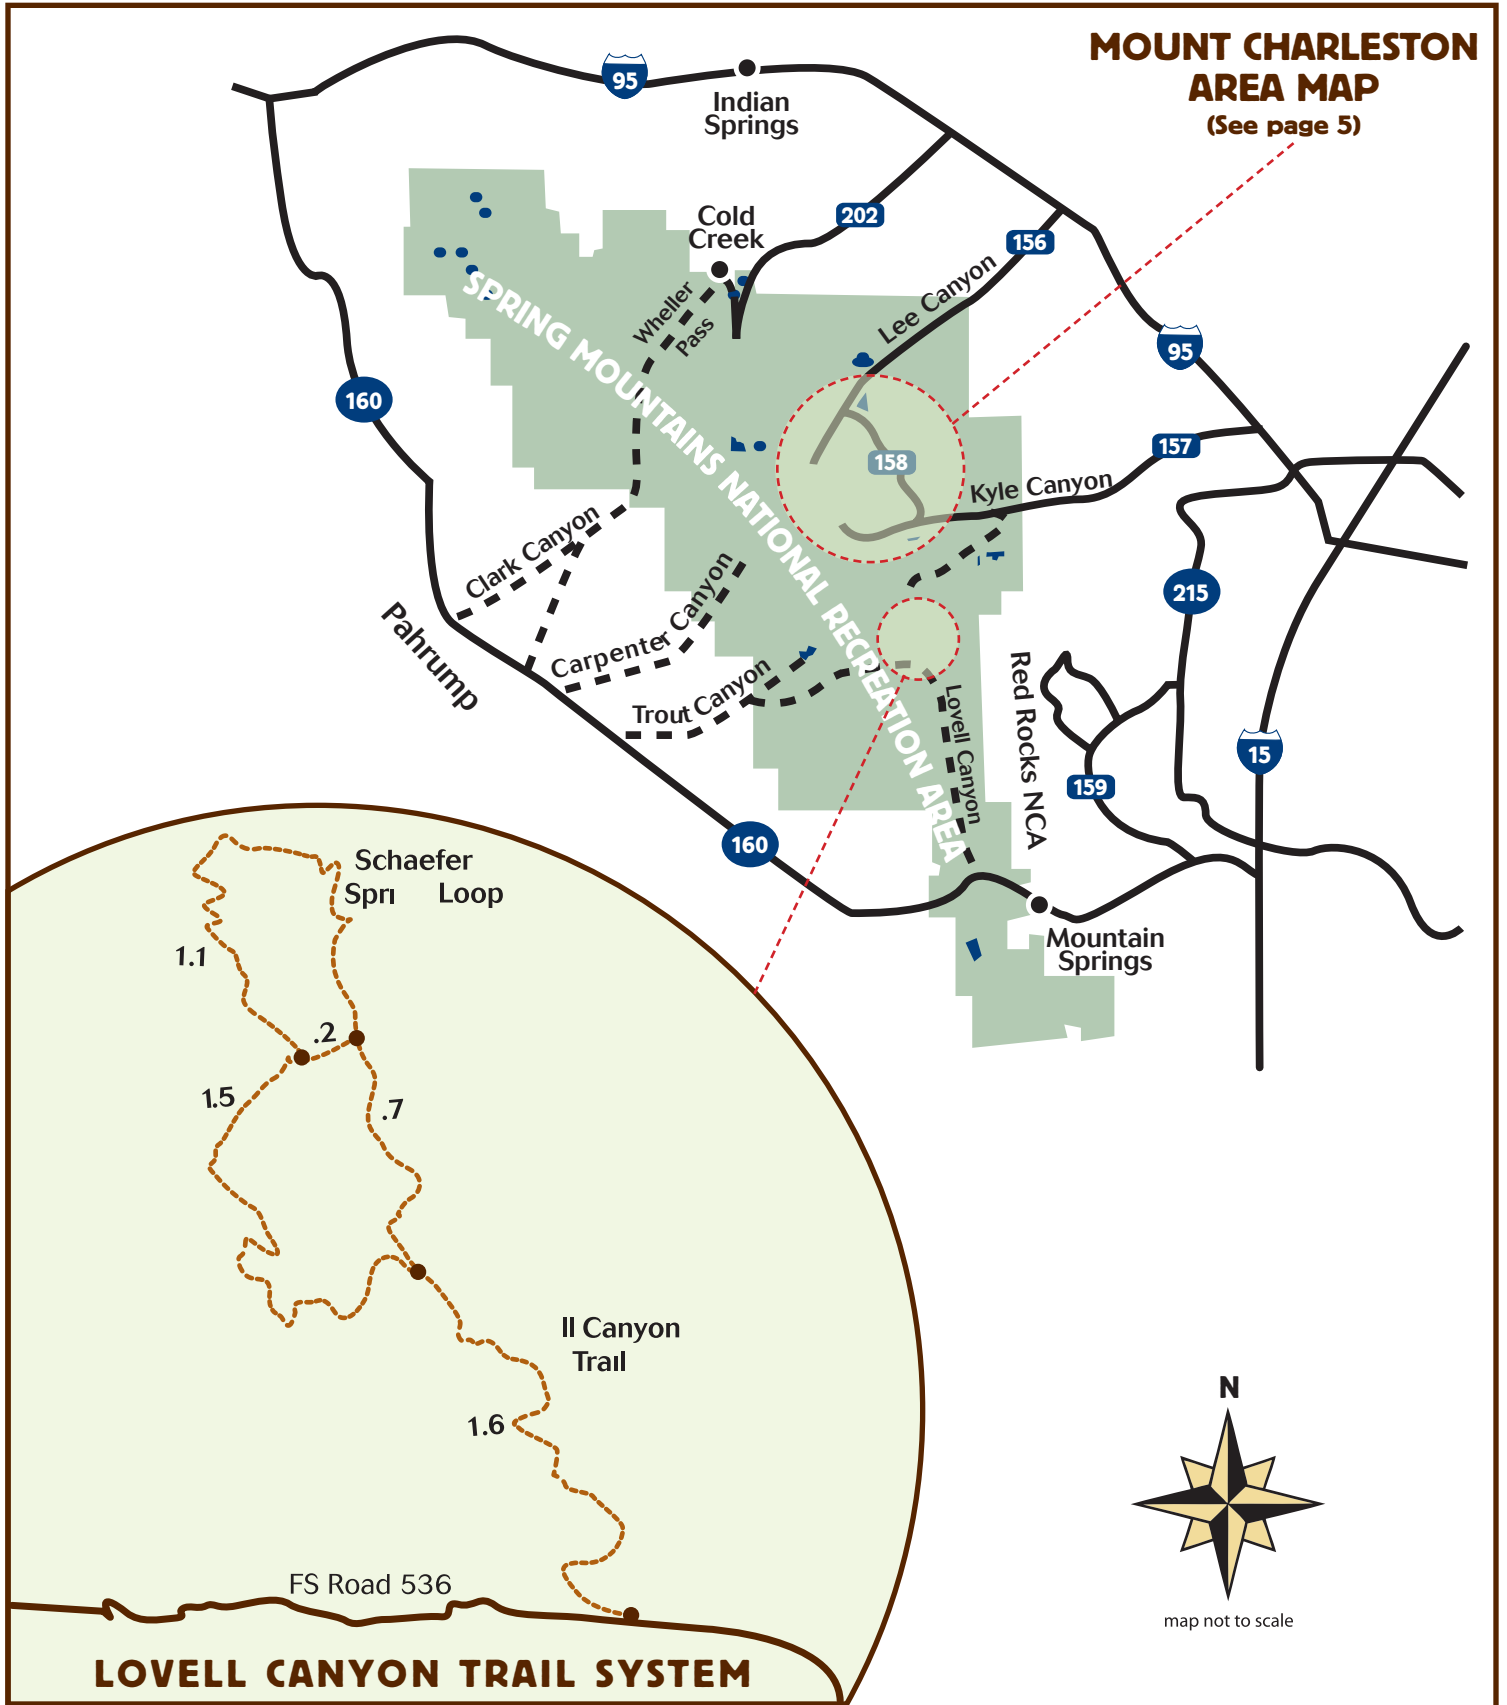 MOUNT CHARLESTON
AREA MAP
(See page 5)
95
Indian
Springs
202
Cold
Creek
156
Lee Canyon
Wheller
Pass
95
160
SPRING MOUNTAINS NATIONAL RECREATION AREA
158
157
Kyle Canyon
Clark Canyon
215
Carpenter Canyon
Pahrump
Trout Canyon
Lovell Canyon
Red Rocks NCA
15
159
160
Mountain
Springs
Schaefer
Spri Loop
1.1
.2
1.5
.7
ll Canyon
Trail
1.6
N
FS Road 536
map not to scale
LOVELL CANYON TRAIL SYSTEM